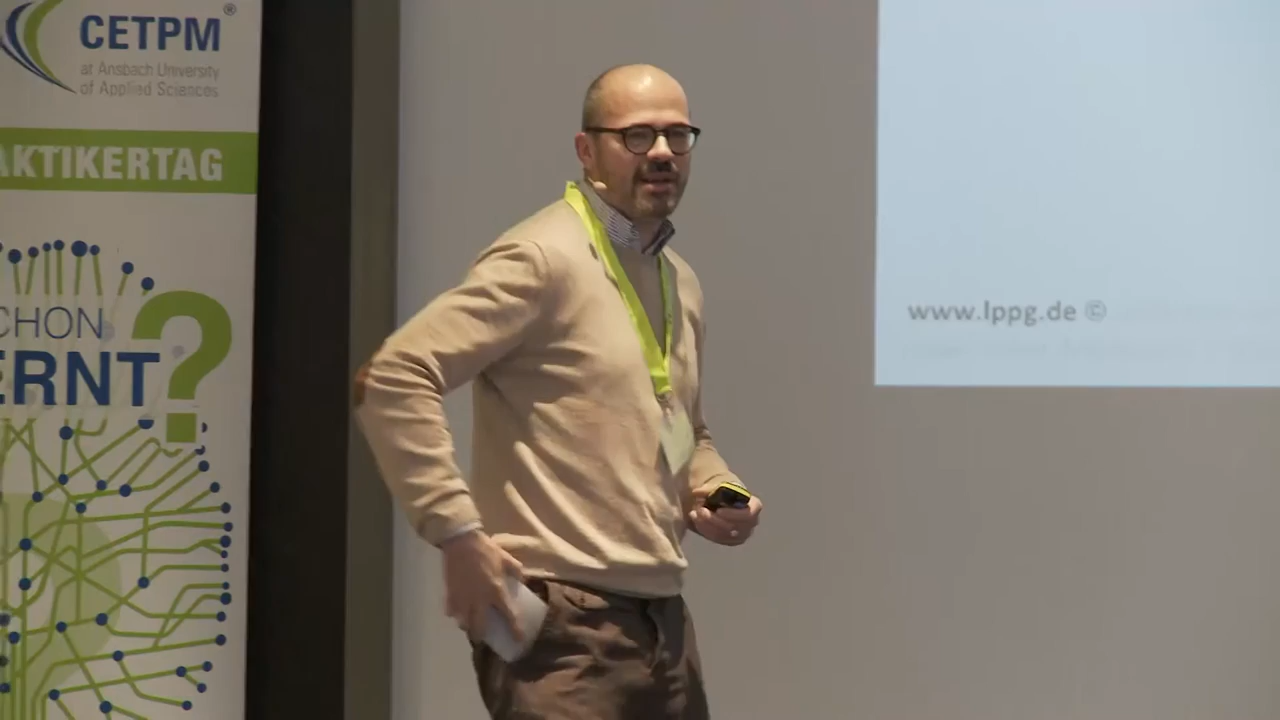 CETPM®
at Ansbach University
of Applied Sciences
AKTIKERTAG
CHON
ERNT?
www.lppg.de ©